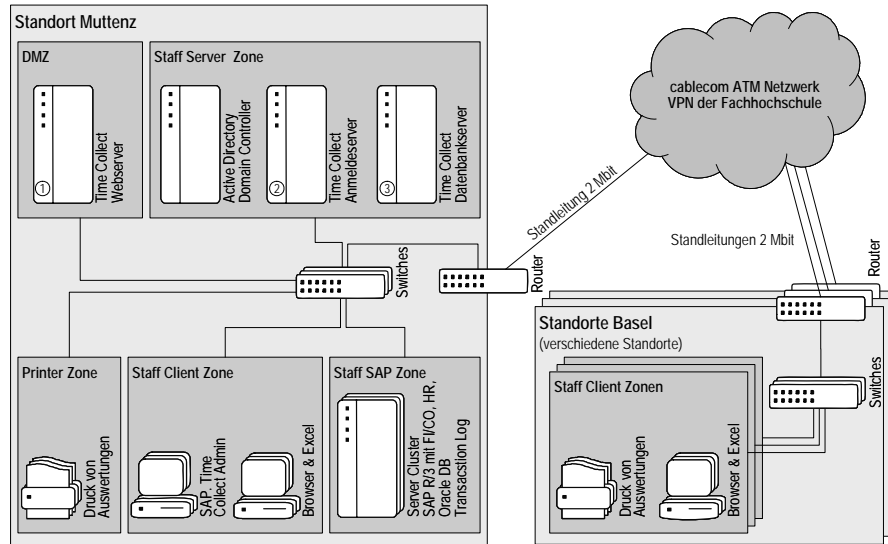 Standort Muttenz
DMZ
①
Time Collect
Webserver
Staff Server Zone
Active Directory
Domain Controller
②
Time Collect
Anmeldeserver
③
Time Collect
Datenbankserver
cablecom ATM Netzwerk
VPN der Fachhochschule
Standleitung 2 Mbit
Standleitungen 2 Mbit
Switches
Router
Router
Printer Zone
Druck von
Auswertungen
Staff Client Zone
SAP, Time
Collect Admin
Browser & Excel
Staff SAP Zone
Server Cluster
SAP R/3 mit FI/CO, HR,
Oracle DB
Transacstion Log
Standorte Basel
(verschiedene Standorte)
Staff Client Zonen
Druck von
Auswertungen
Browser & Excel
Switches